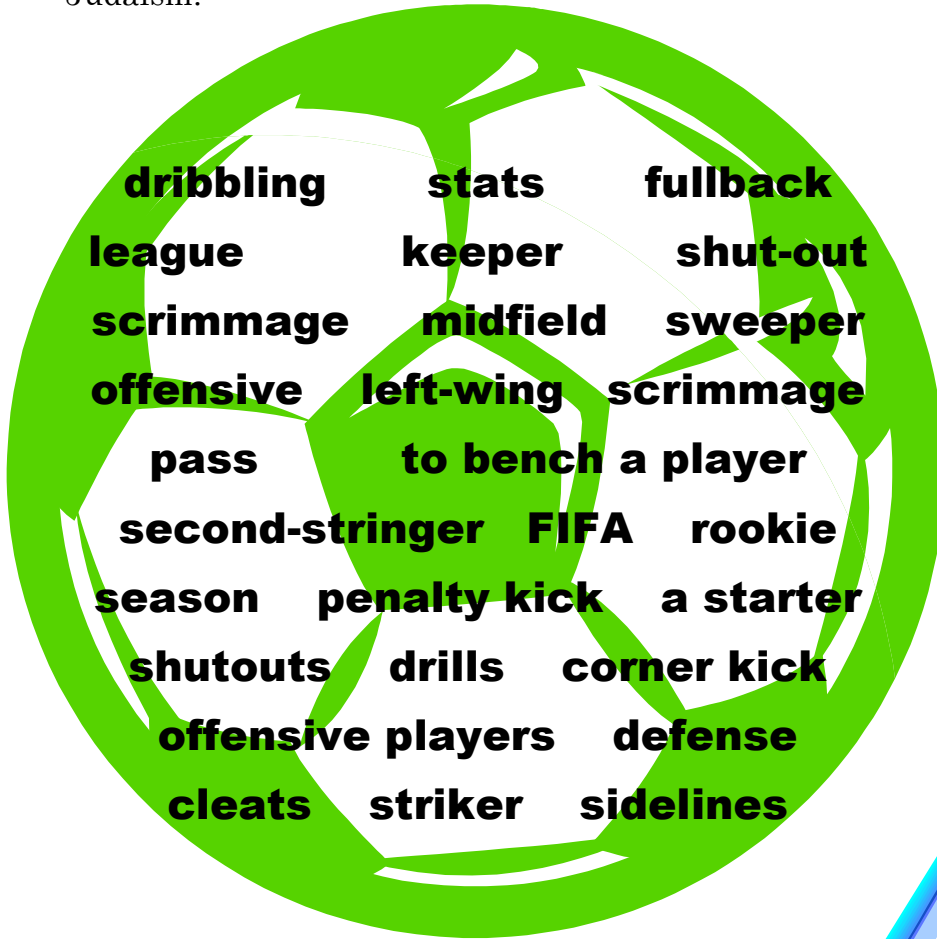 Judaism.
dribbling stats fullback
league keeper shut-out
scrimmage midfield sweeper
offensive left-wing scrimmage
pass to bench a player
second-stringer FIFA rookie
season penalty kick a starter
shutouts drills corner kick
offensive players defense
cleats striker sidelines